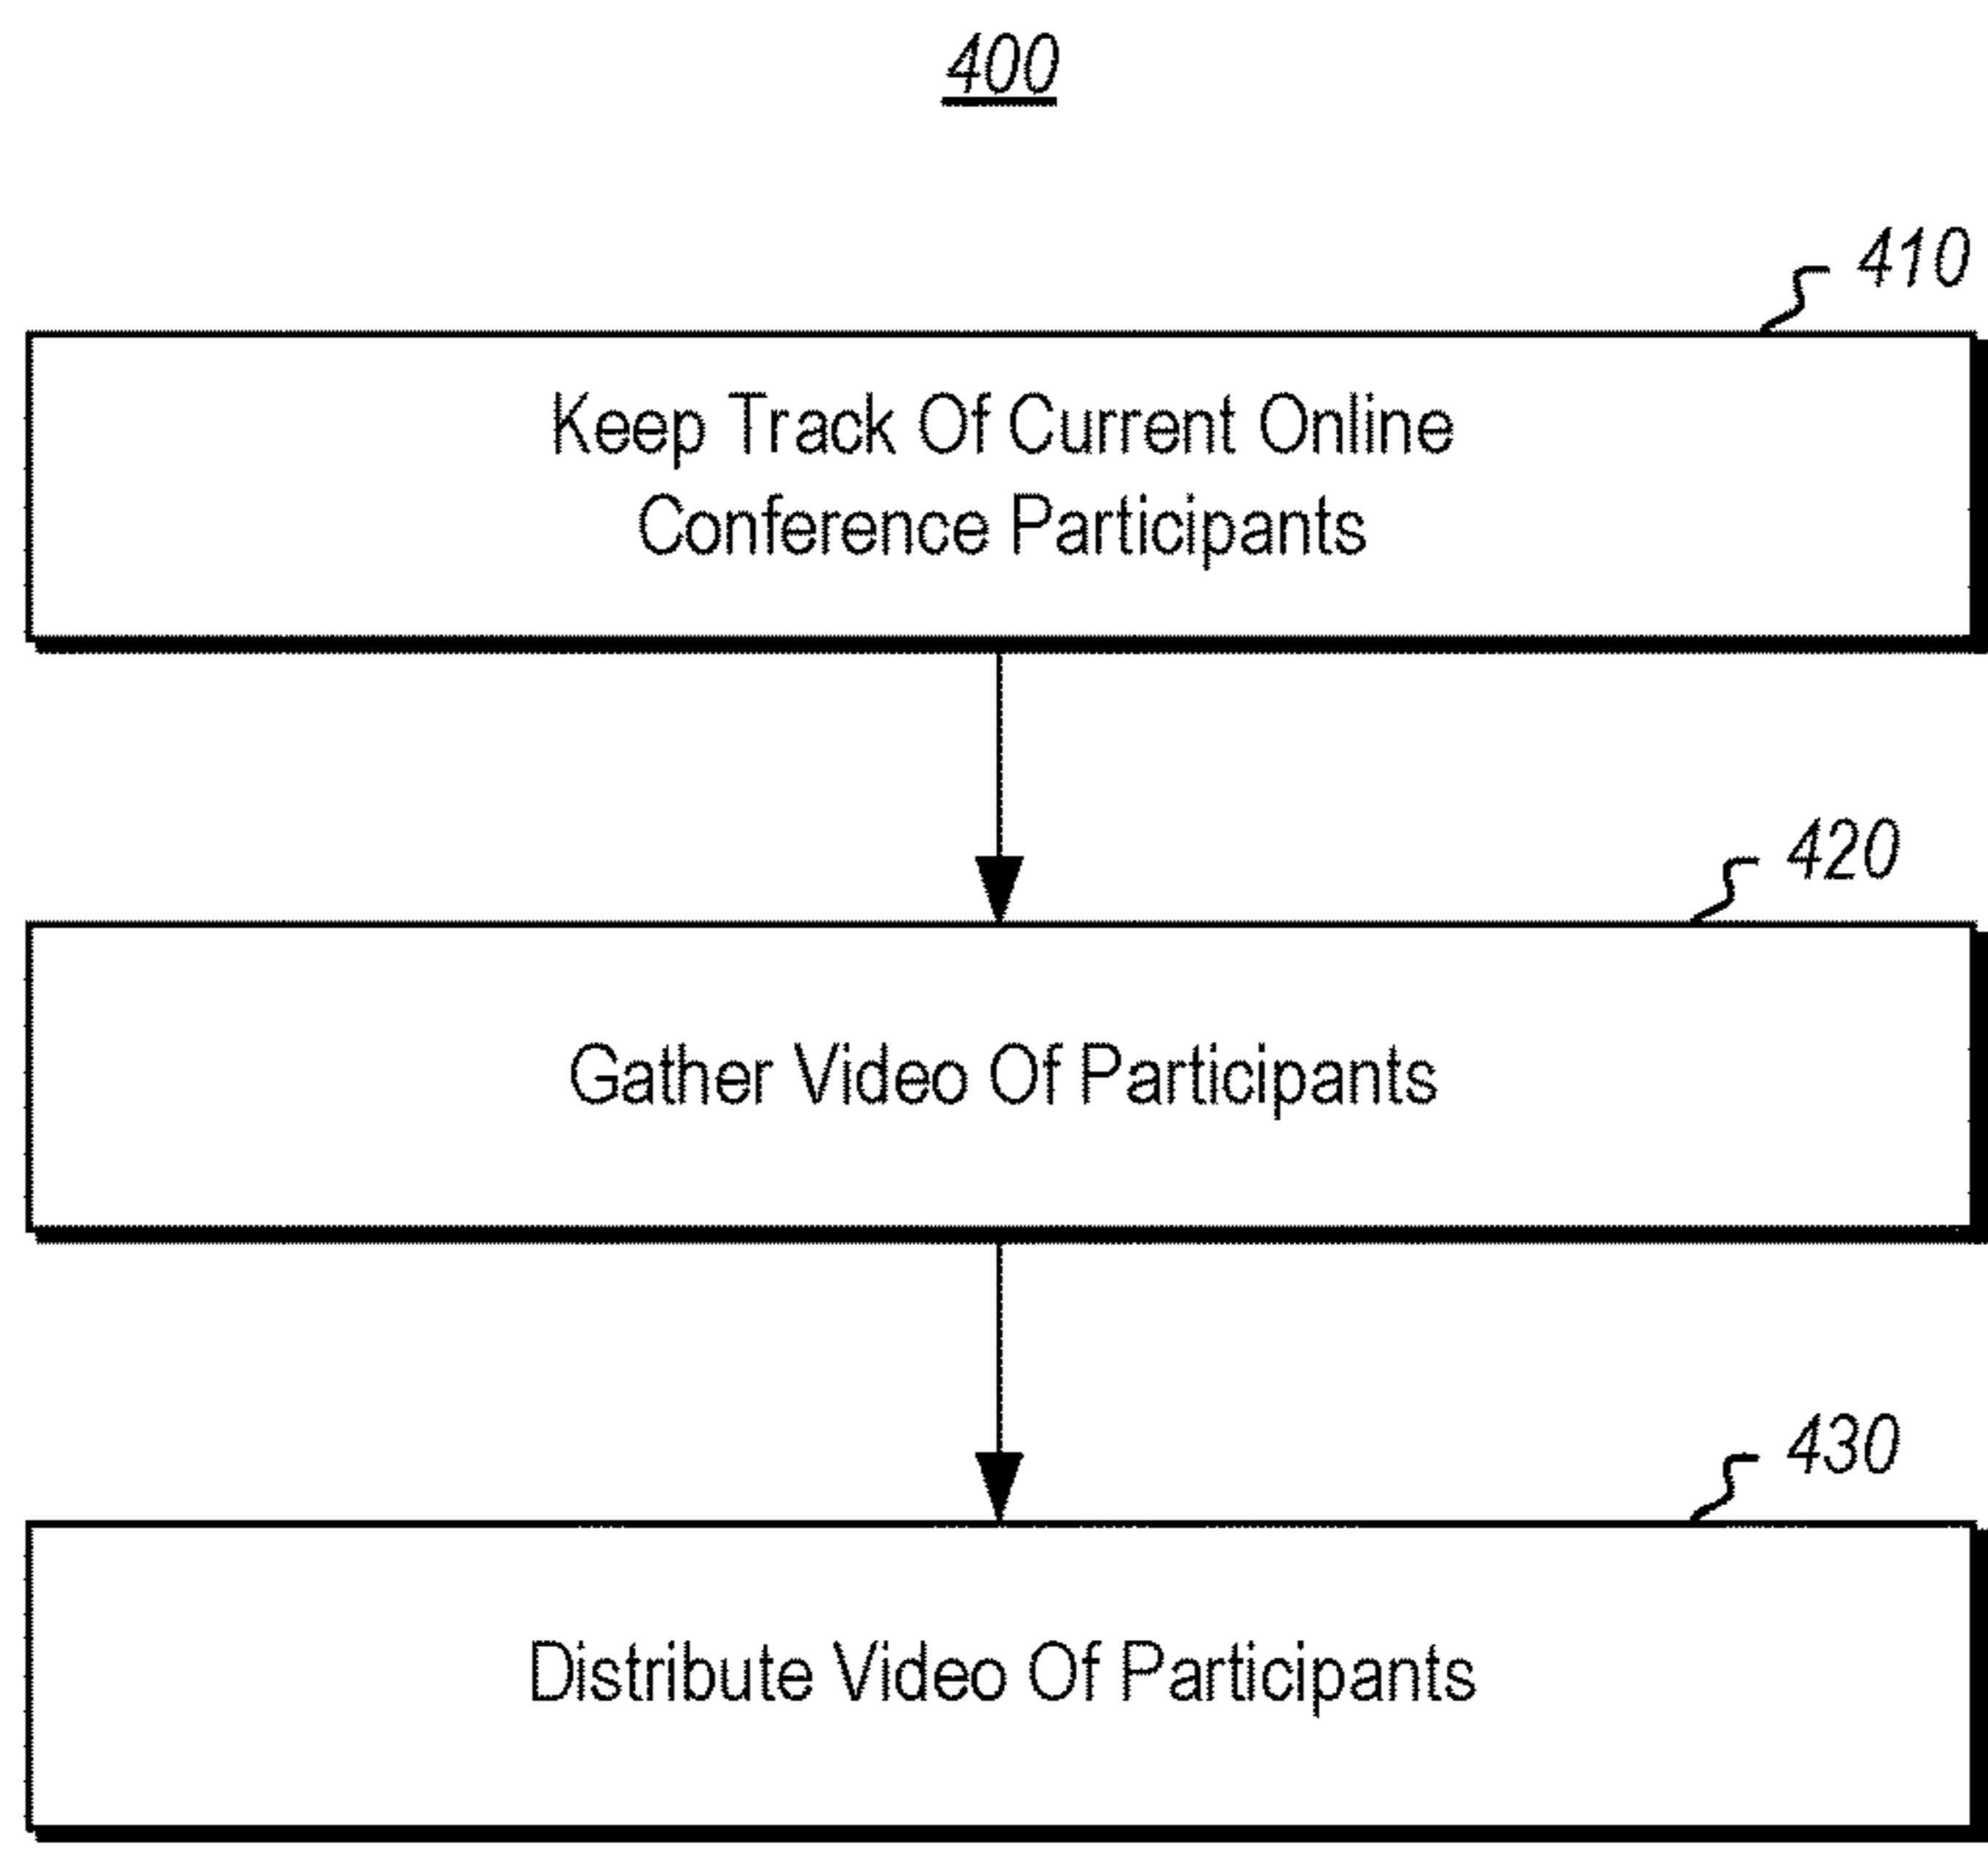 400
410
Keep Track Of Current Online
Conference Participants
420
Gather Video Of Participants
430
Distribute Video Of Participants